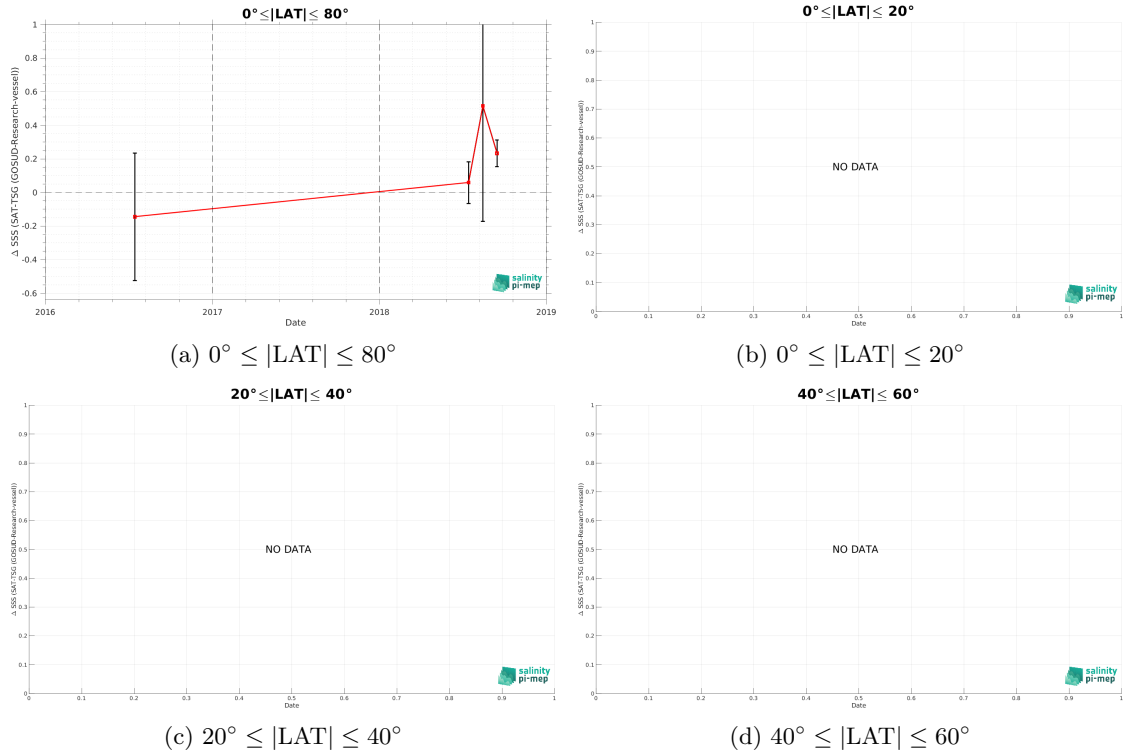 0°≤|LAT|≤ 80°
Δ SSS (SAT-TSG (GOSUD-Research-vessel))
1
0.8
0.6
0.4
0.2
0
-0.2
-0.4
-0.6
2016 2017 2018 2019
Date
salinity
pi-mep
(a) 0° ≤ |LAT| ≤ 80°
0°≤|LAT|≤ 20°
Δ SSS (SAT-TSG (GOSUD-Research-vessel))
1
0.9
0.8
0.7
0.6
0.5
0.4
0.3
0.2
0.1
0
NO DATA
0 0.1 0.2 0.3 0.4 0.5 0.6 0.7 0.8 0.9 1
Date
salinity
pi-mep
(b) 0° ≤ |LAT| ≤ 20°
20°≤|LAT|≤ 40°
Δ SSS (SAT-TSG (GOSUD-Research-vessel))
1
0.9
0.8
0.7
0.6
0.5
0.4
0.3
0.2
0.1
0
NO DATA
0 0.1 0.2 0.3 0.4 0.5 0.6 0.7 0.8 0.9 1
Date
salinity
pi-mep
(c) 20° ≤ |LAT| ≤ 40°
40°≤|LAT|≤ 60°
Δ SSS (SAT-TSG (GOSUD-Research-vessel))
1
0.9
0.8
0.7
0.6
0.5
0.4
0.3
0.2
0.1
0
NO DATA
0 0.1 0.2 0.3 0.4 0.5 0.6 0.7 0.8 0.9 1
Date
salinity
pi-mep
(d) 40° ≤ |LAT| ≤ 60°